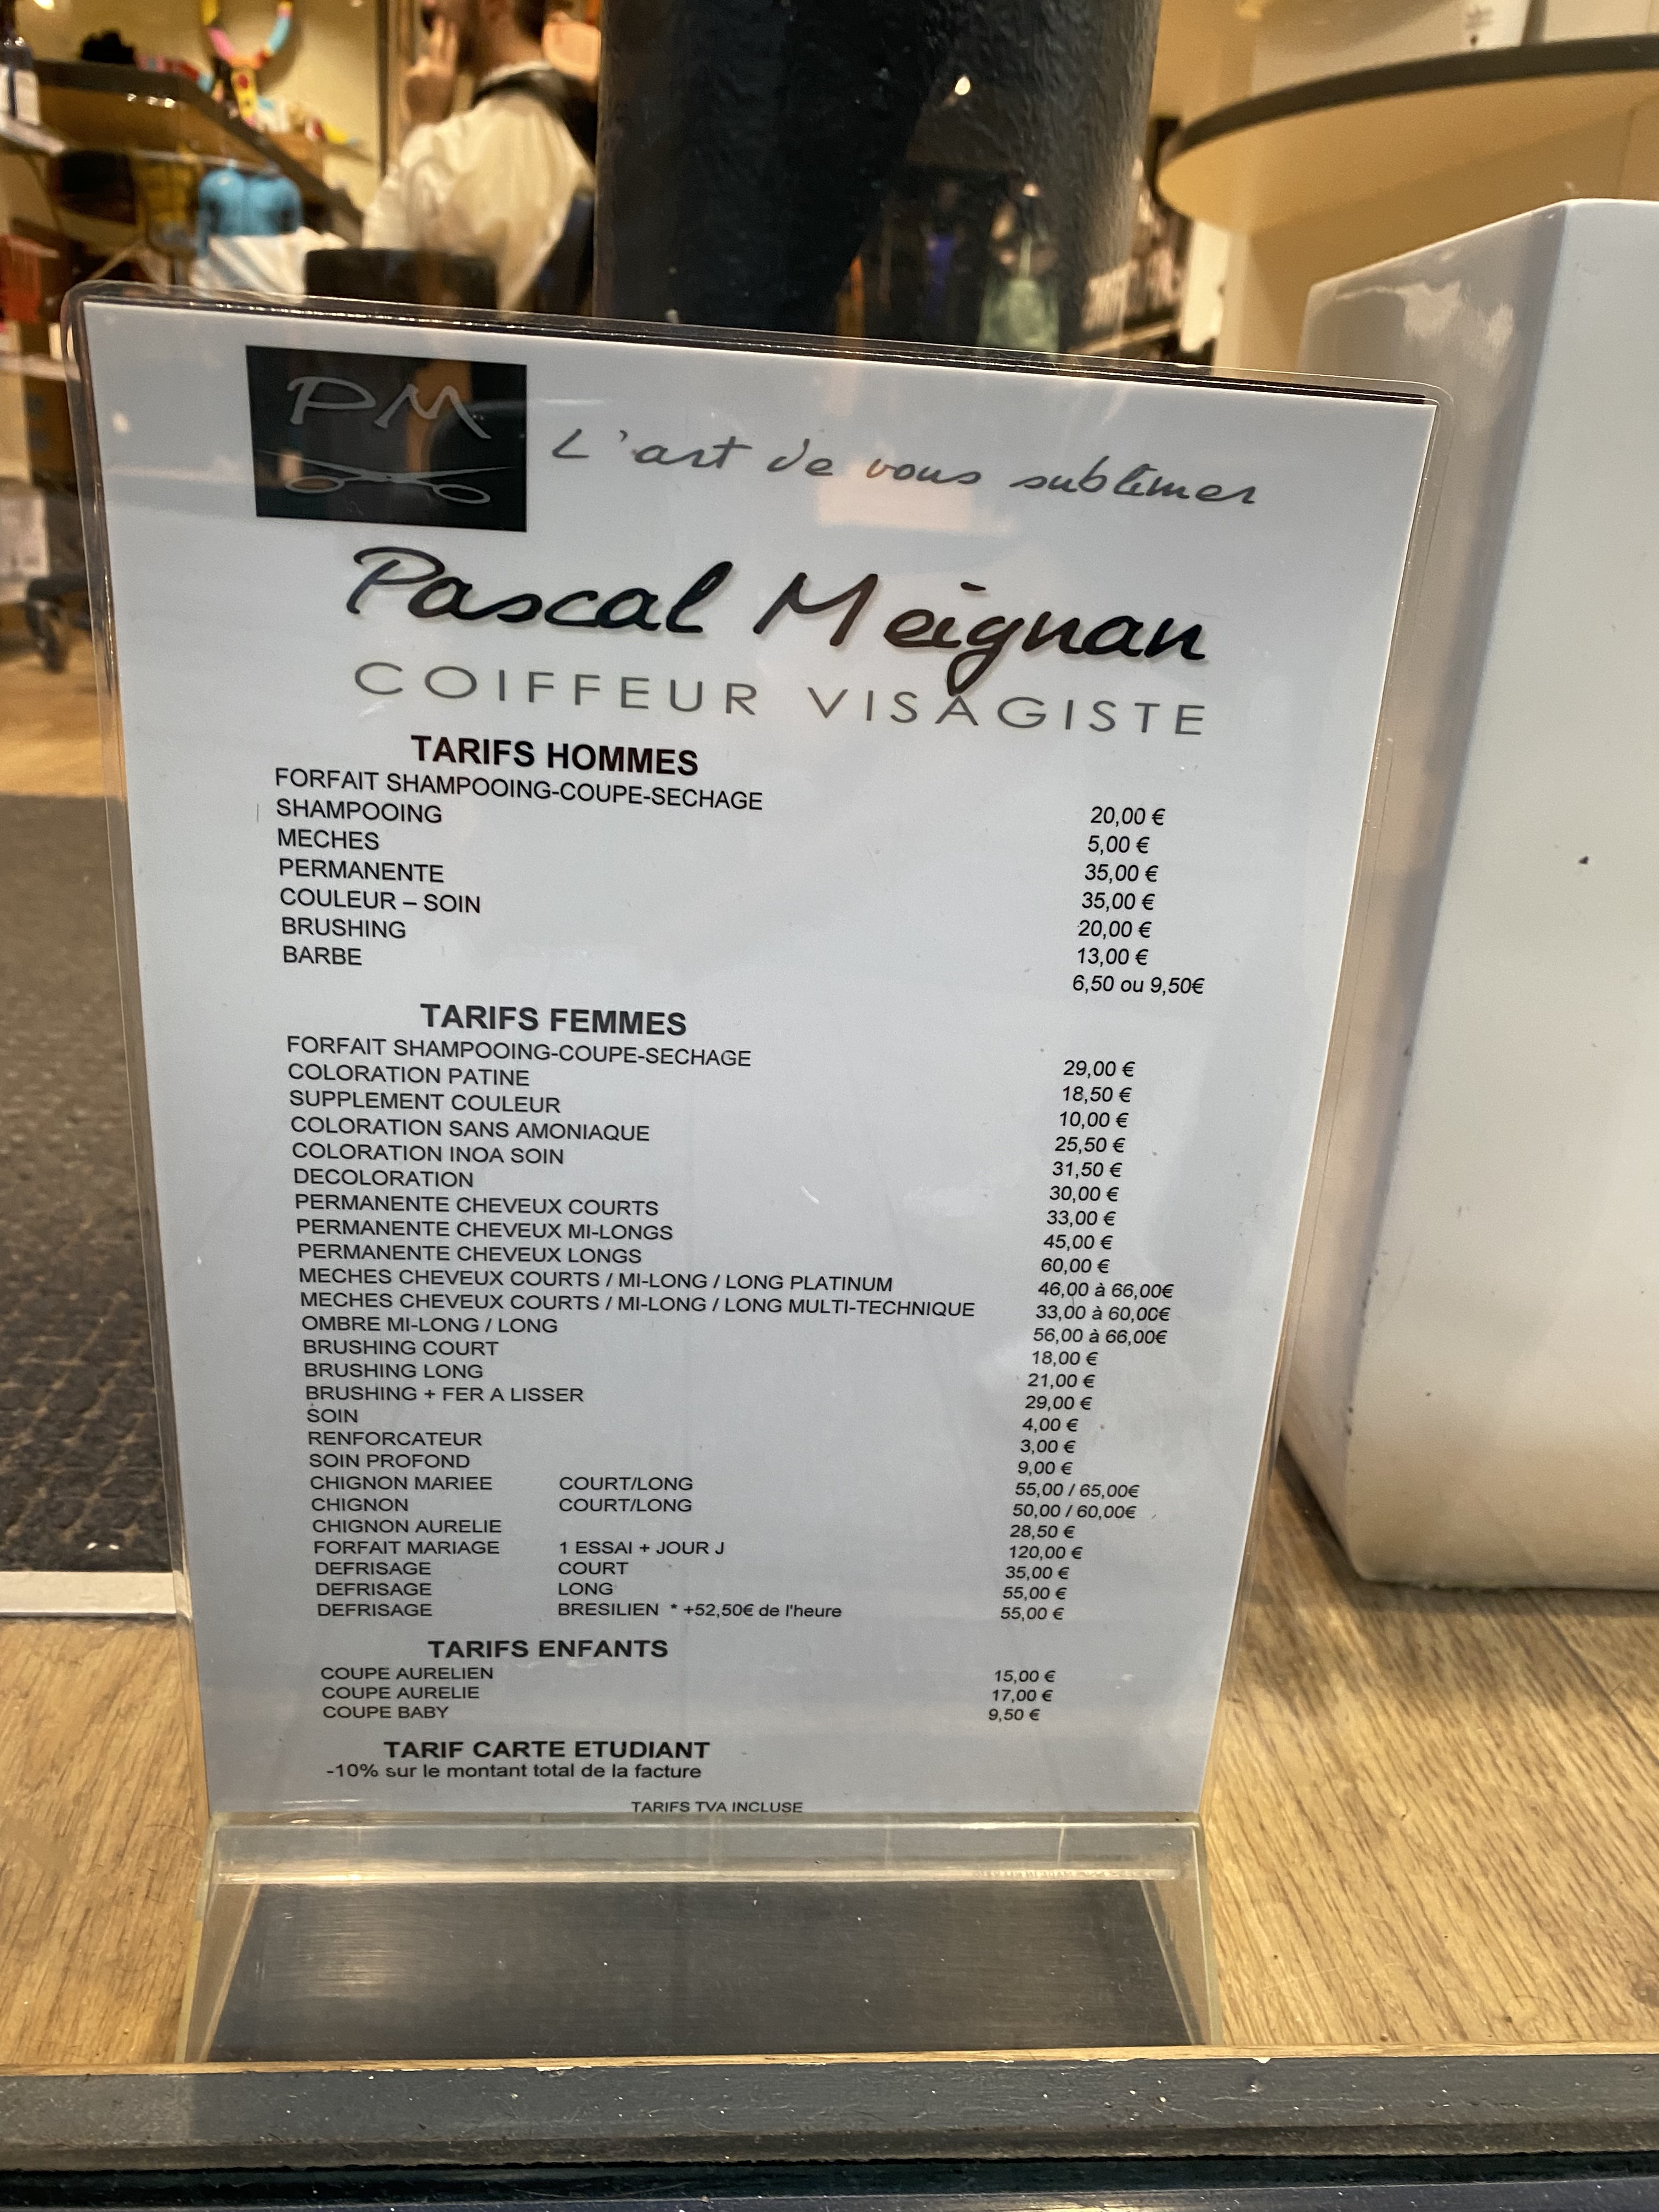 PM
L'art de vous sublimer
Pascal Meignan
COIFFEUR VISAGISTE
TARIFS HOMMES
FORFAIT SHAMPOOING-COUPE-SECHAGE 20,00 €
SHAMPOOING 5,00 €
MECHES 35,00 €
PERMANENTE 35,00 €
COULEUR – SOIN 20,00 €
BRUSHING 13,00 €
BARBE 6,50 ou 9,50€
TARIFS FEMMES
FORFAIT SHAMPOOING-COUPE-SECHAGE 29,00 €
COLORATION PATINE 18,50 €
SUPPLEMENT COULEUR 10,00 €
COLORATION SANS AMONIAQUE 25,50 €
COLORATION INOA SOIN 31,50 €
DECOLORATION 30,00 €
PERMANENTE CHEVEUX COURTS 33,00 €
PERMANENTE CHEVEUX MI-LONGS 45,00 €
PERMANENTE CHEVEUX LONGS 60,00 €
MECHES CHEVEUX COURTS / MI-LONG / LONG PLATINUM 46,00 à 66,00€
MECHES CHEVEUX COURTS / MI-LONG / LONG MULTI-TECHNIQUE 33,00 à 60,00€
OMBRE MI-LONG / LONG 56,00 à 66,00€
BRUSHING COURT 18,00 €
BRUSHING LONG 21,00 €
BRUSHING + FER A LISSER 29,00 €
SOIN 4,00 €
RENFORCATEUR 3,00 €
SOIN PROFOND 9,00 €
CHIGNON MARIEE COURT/LONG 55,00 / 65,00€
CHIGNON COURT/LONG 50,00 / 60,00€
CHIGNON AURELIE 28,50 €
FORFAIT MARIAGE 1 ESSAI + JOUR J 120,00 €
DEFRISAGE COURT 35,00 €
DEFRISAGE LONG 55,00 €
DEFRISAGE BRESILIEN * +52,50€ de l'heure 55,00 €
TARIFS ENFANTS
COUPE AURELIEN 15,00 €
COUPE AURELIE 17,00 €
COUPE BABY 9,50 €
TARIF CARTE ETUDIANT
-10% sur le montant total de la facture
TARIFS TVA INCLUSE